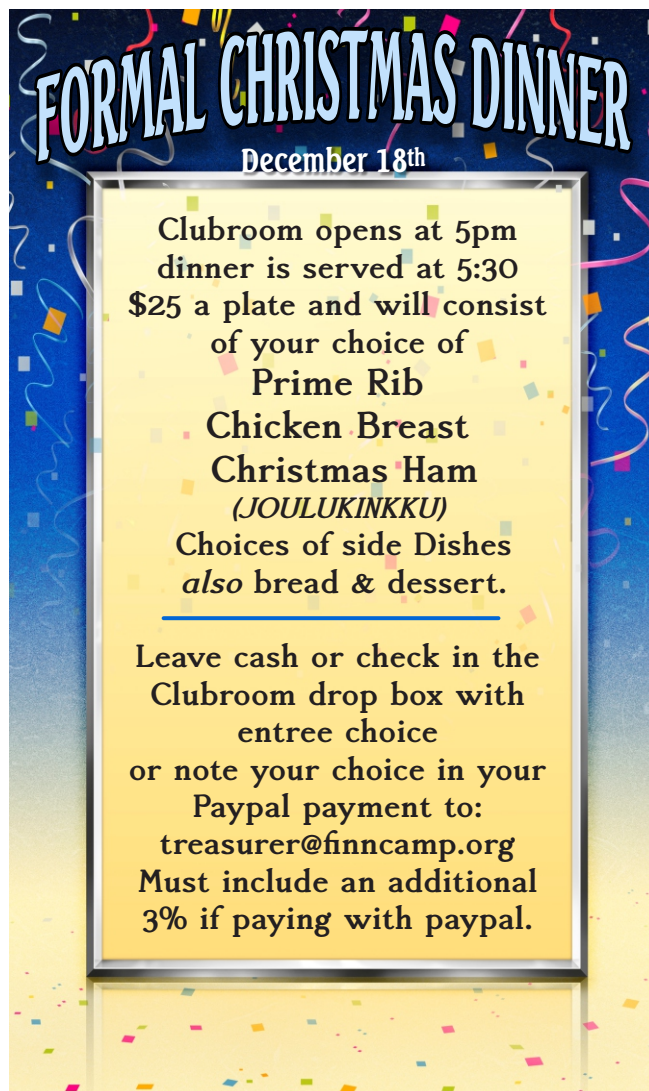 FORMAL CHRISTMAS DINNER
December 18th
Clubroom opens at 5pm
dinner is served at 5:30
$25 a plate and will consist
of your choice of
Prime Rib
Chicken Breast
Christmas Ham
(JOULUKINKKU)
Choices of side Dishes
also bread & dessert.
Leave cash or check in the
Clubroom drop box with
entree choice
or note your choice in your
Paypal payment to:
treasurer@finncamp.org
Must include an additional
3% if paying with paypal.